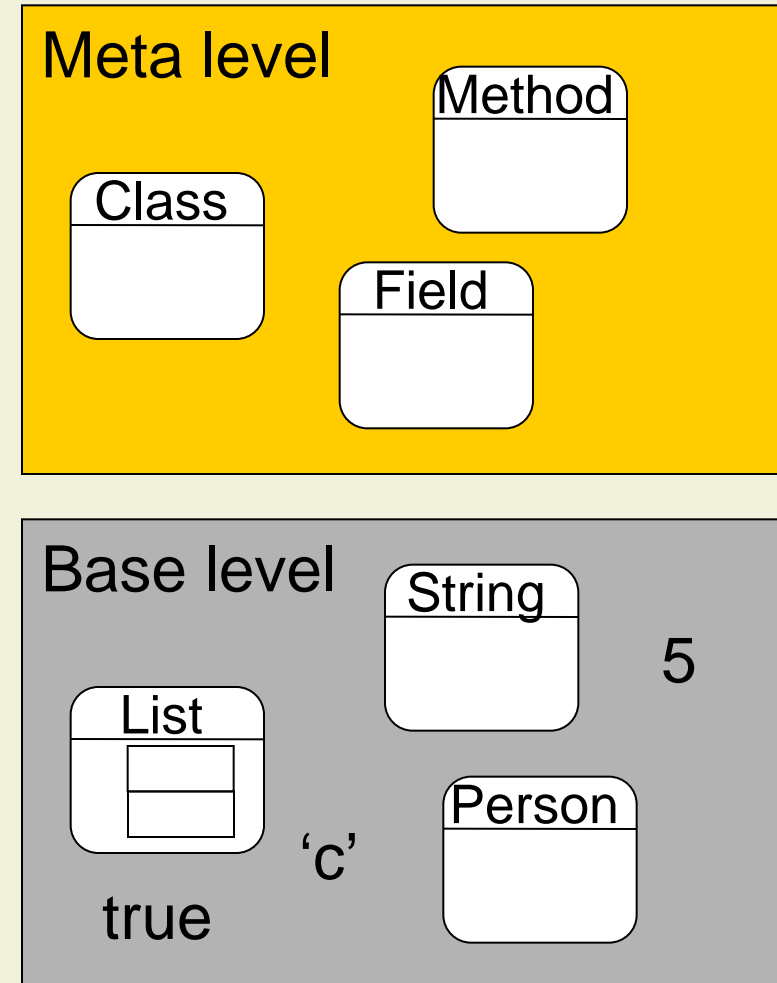 Meta level
Method
Class
Field
Base level
String
5
List
Person
‘c’
true